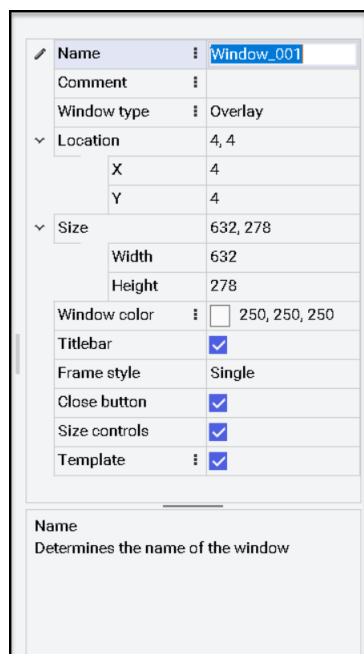 Name Window_001
Comment
Window type Overlay
Location 4, 4
X 4
Y 4
Size 632, 278
Width 632
Height 278
Window color 250, 250, 250
Titlebar
Frame style Single
Close button
Size controls
Template
Name
Determines the name of the window